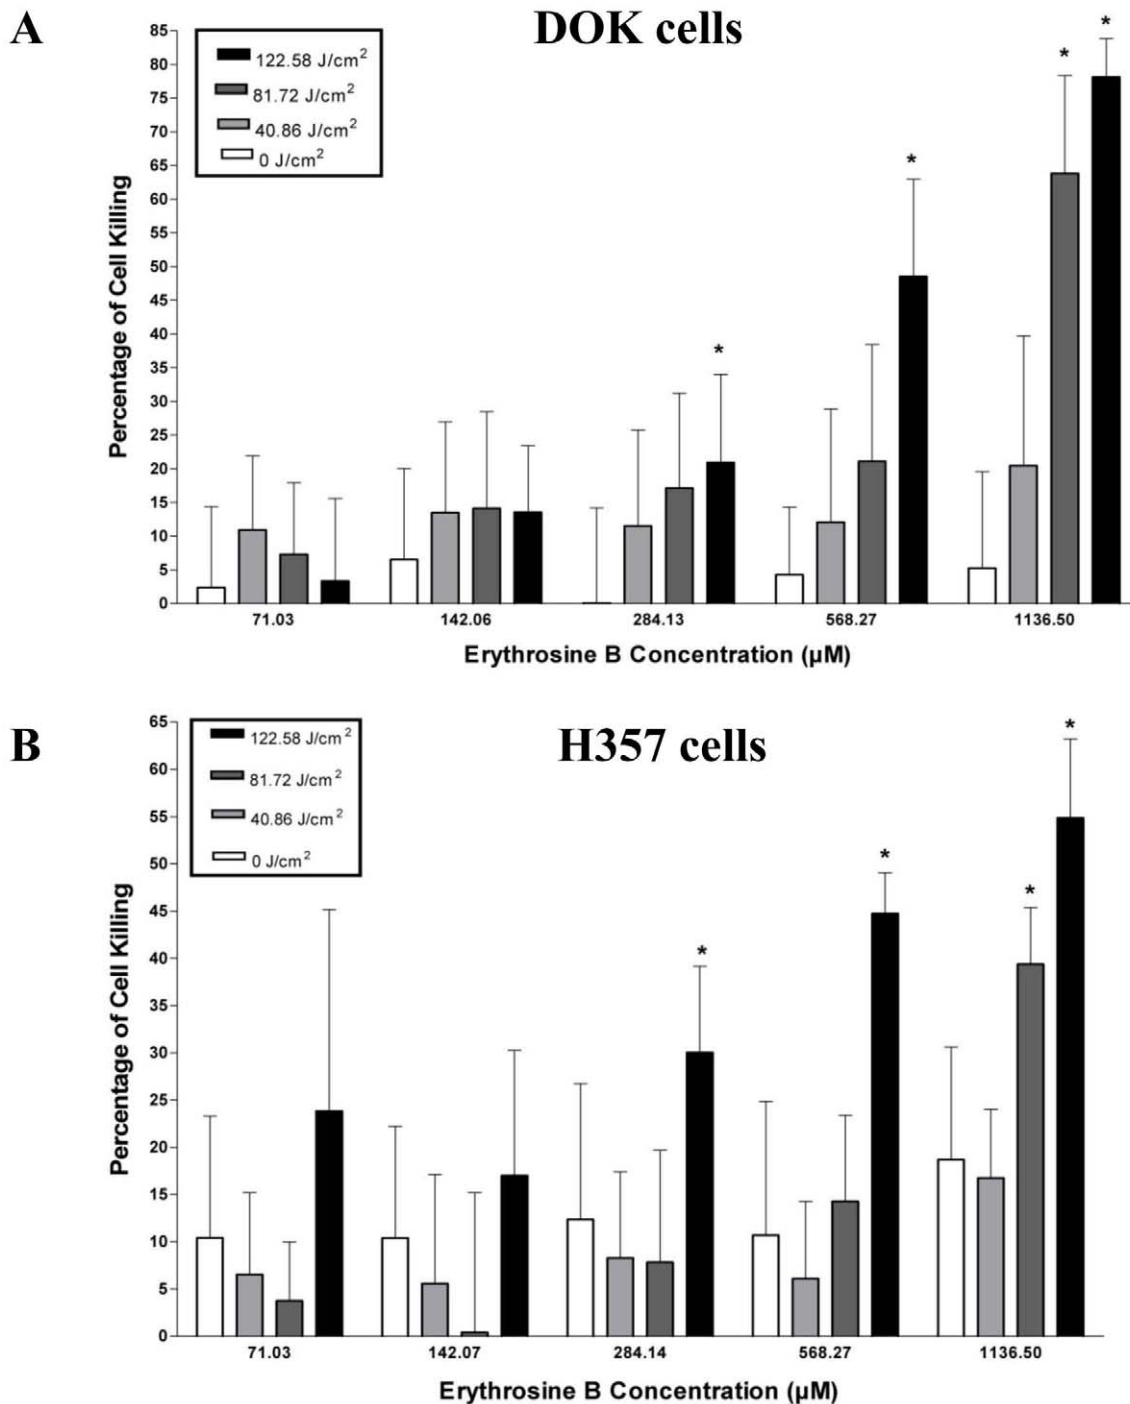 A
DOK cells
122.58 J/cm²
81.72 J/cm²
40.86 J/cm²
0 J/cm²
Percentage of Cell Killing
85
80
75
70
65
60
55
50
45
40
35
30
25
20
15
10
5
0
*
*
*
*
71.03 142.06 284.13 568.27 1136.50
Erythrosine B Concentration (µM)
B
H357 cells
122.58 J/cm²
81.72 J/cm²
40.86 J/cm²
0 J/cm²
Percentage of Cell Killing
65
60
55
50
45
40
35
30
25
20
15
10
5
0
*
*
*
*
71.03 142.07 284.14 568.27 1136.50
Erythrosine B Concentration (µM)